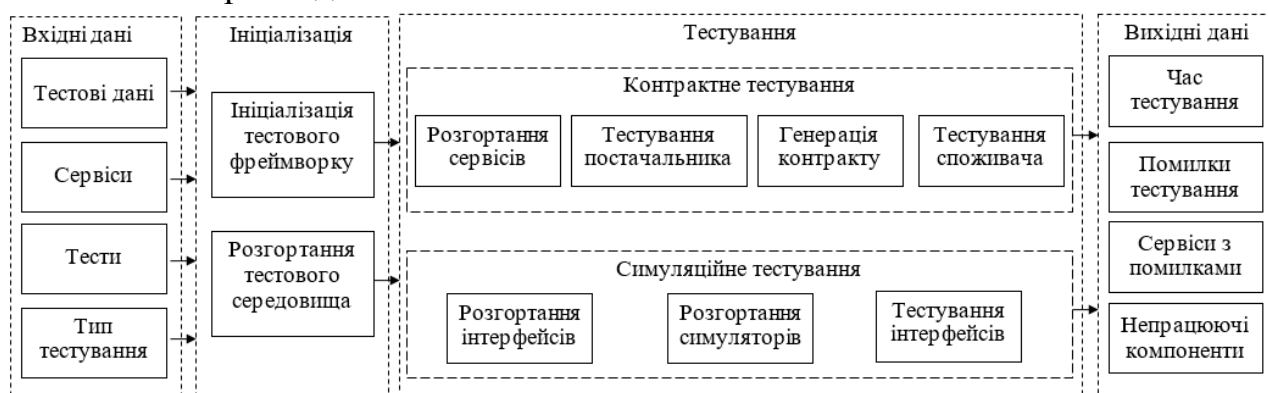 Вхідні дані
Тестові дані
Сервіси
Тести
Тип
тестування
Ініціалізація
Ініціалізація
тестового
фреймворку
Розгортання
тестового
середовища
Тестування
Контрактне тестування
Розгортання
сервісів
Тестування
постачальника
Генерація
контракту
Тестування
споживача
Симуляційне тестування
Розгортання
інтерфейсів
Розгортання
симуляторів
Тестування
інтерфейсів
Вихідні дані
Час
тестування
Помилки
тестування
Сервіси з
помилками
Непрацюючі
компоненти